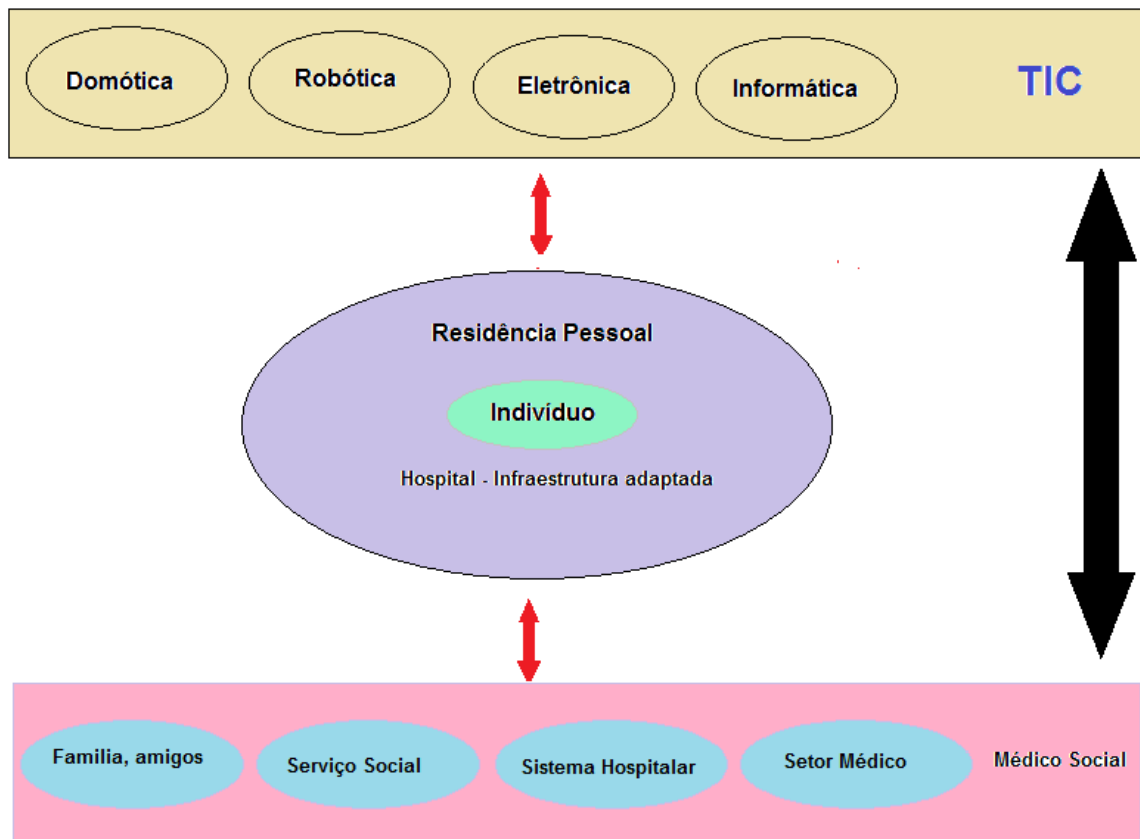 Domótica
Robótica
Eletrônica
Informática
TIC
Residência Pessoal
Indivíduo
Hospital - Infraestrutura adaptada
Familia, amigos
Serviço Social
Sistema Hospitalar
Setor Médico
Médico Social